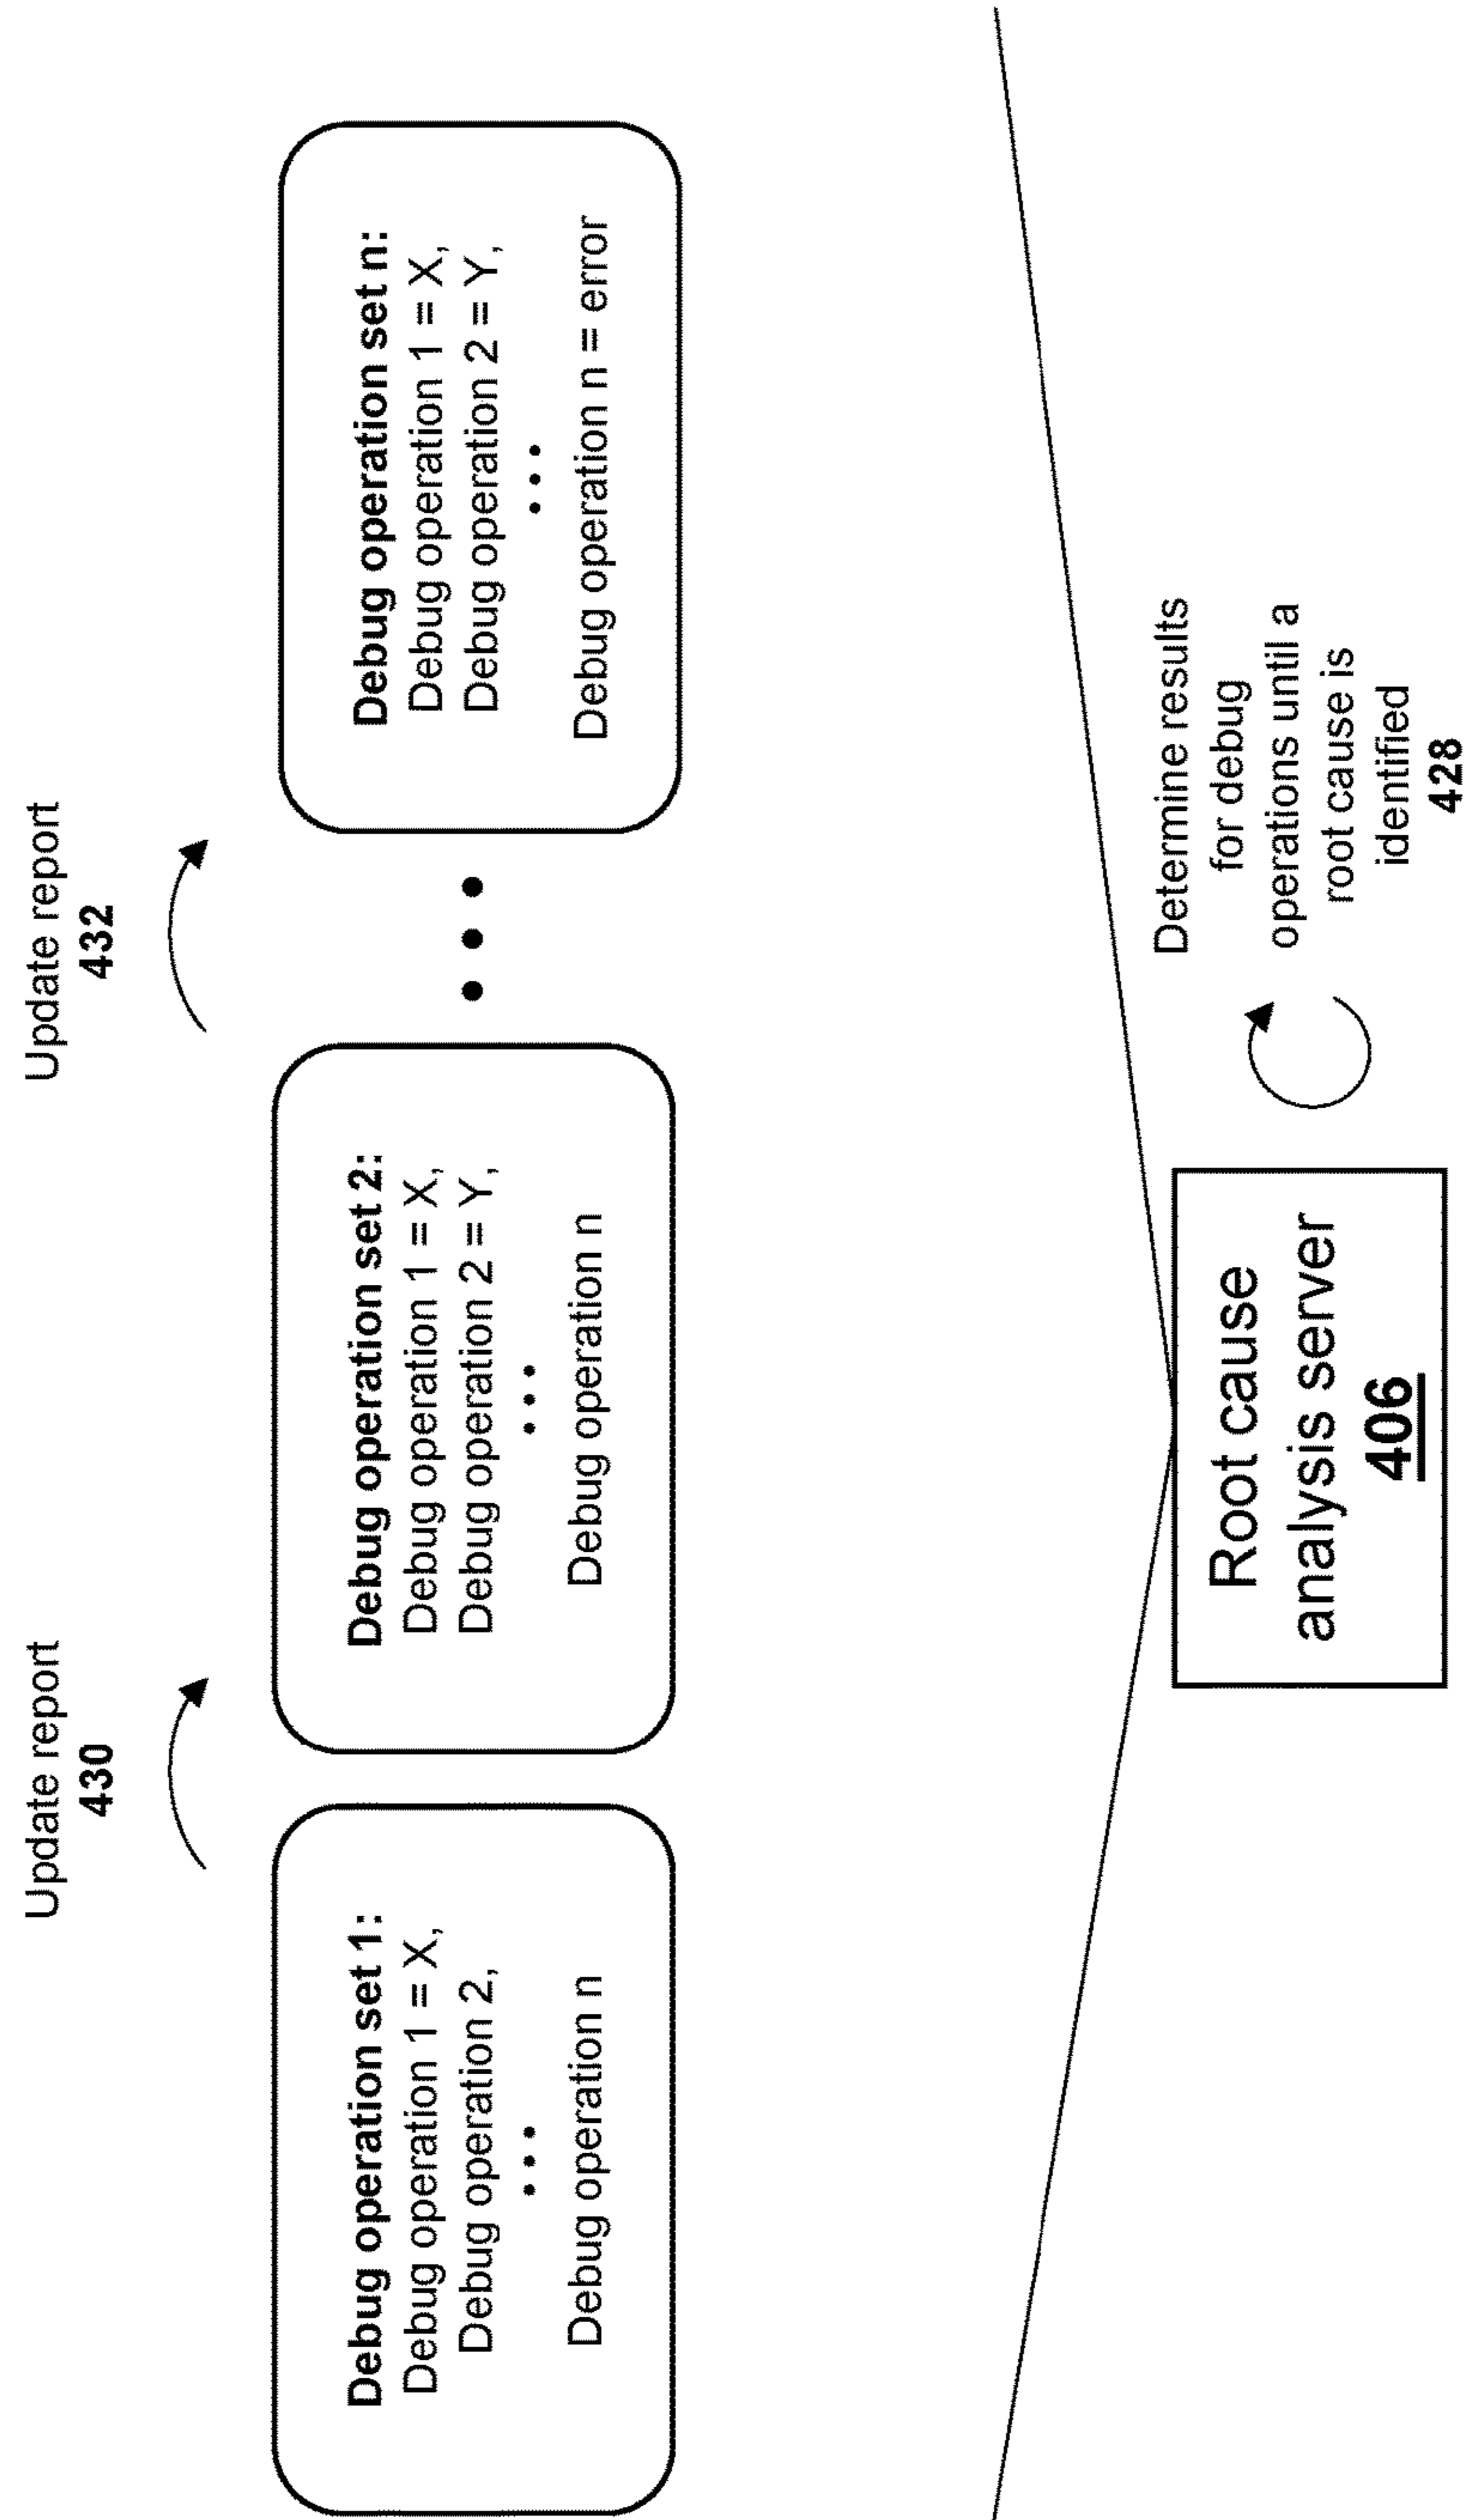 Update report
430
Update report
432
Debug operation set 1:
Debug operation 1 = X,
Debug operation 2,
• • •
Debug operation n
Debug operation set 2:
Debug operation 1 = X,
Debug operation 2 = Y,
• • •
Debug operation n
• • •
Debug operation set n:
Debug operation 1 = X,
Debug operation 2 = Y,
• • •
Debug operation n = error
Root cause
analysis server
406
Determine results
for debug
operations until a
root cause is
identified
428